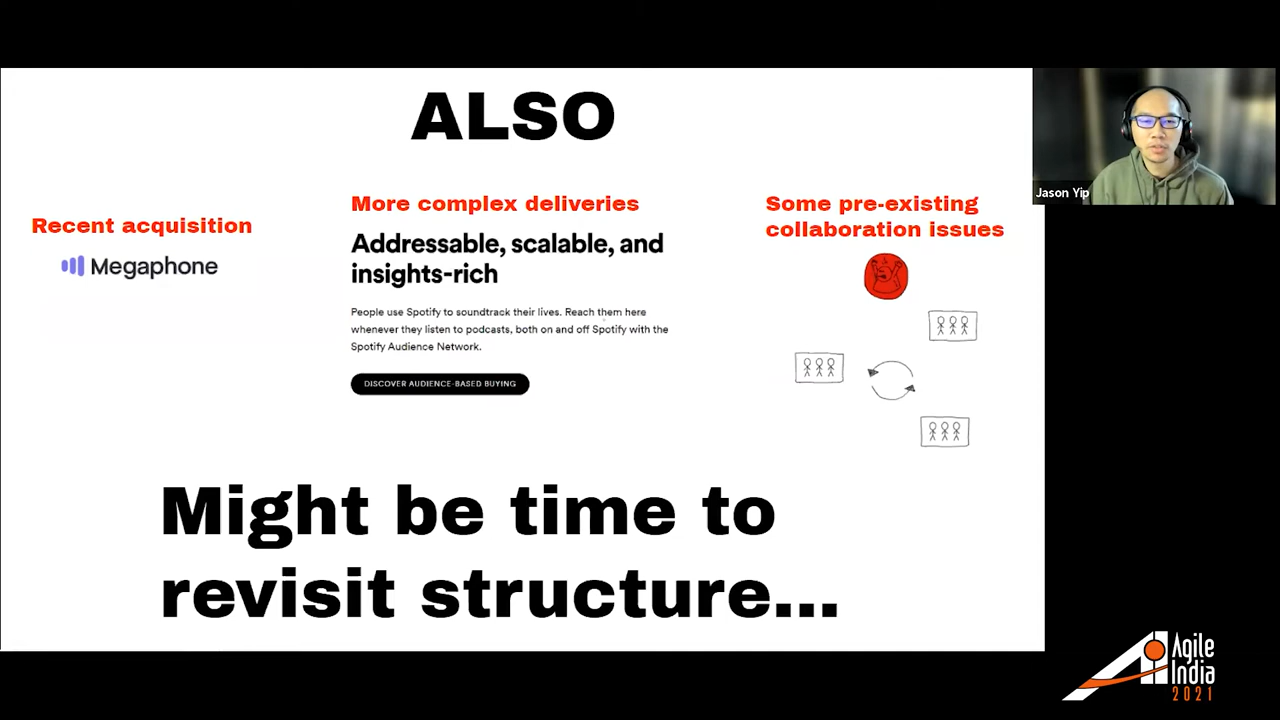 ALSO
Recent acquisition
Megaphone
More complex deliveries
Addressable, scalable, and
insights-rich
People use Spotify to soundtrack their lives. Reach them here
whenever they listen to podcasts, both on and off Spotify with the
Spotify Audience Network.
DISCOVER AUDIENCE-BASED BUYING
Some pre-existing
collaboration issues
Might be time to
revisit structure...
Jason Yip
Agile
India
2021